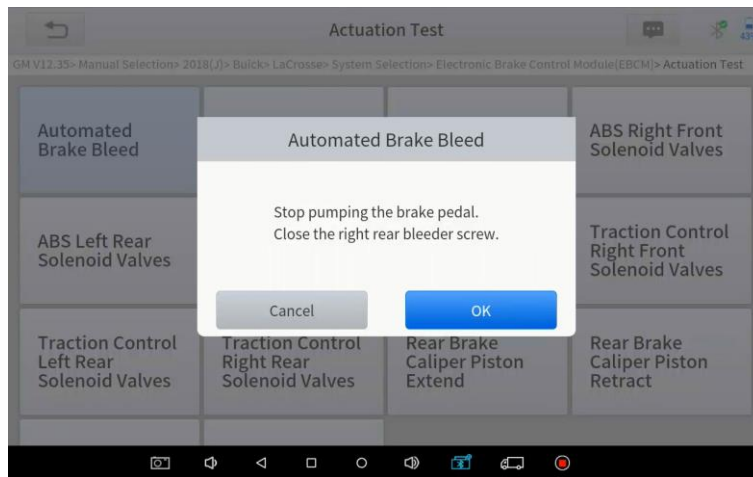 Actuation Test
43%
GM V12.35> Manual Selection> 2018(J)> Buick> LaCrosse> System Selection> Electronic Brake Control Module(EBCM)> Actuation Test
Automated
Brake Bleed
ABS Right Front
Solenoid Valves
Automated Brake Bleed
Stop pumping the brake pedal.
Close the right rear bleeder screw.
Cancel
OK
ABS Left Rear
Solenoid Valves
Traction Control
Right Front
Solenoid Valves
Traction Control
Left Rear
Solenoid Valves
Traction Control
Right Rear
Solenoid Valves
Rear Brake
Caliper Piston
Extend
Rear Brake
Caliper Piston
Retract